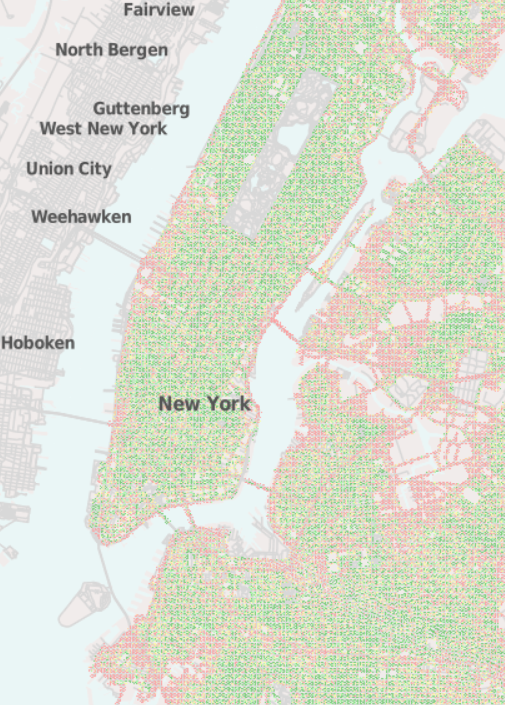 Fairview
North Bergen
Guttenberg
West New York
Union City
Weehawken
Hoboken
New York